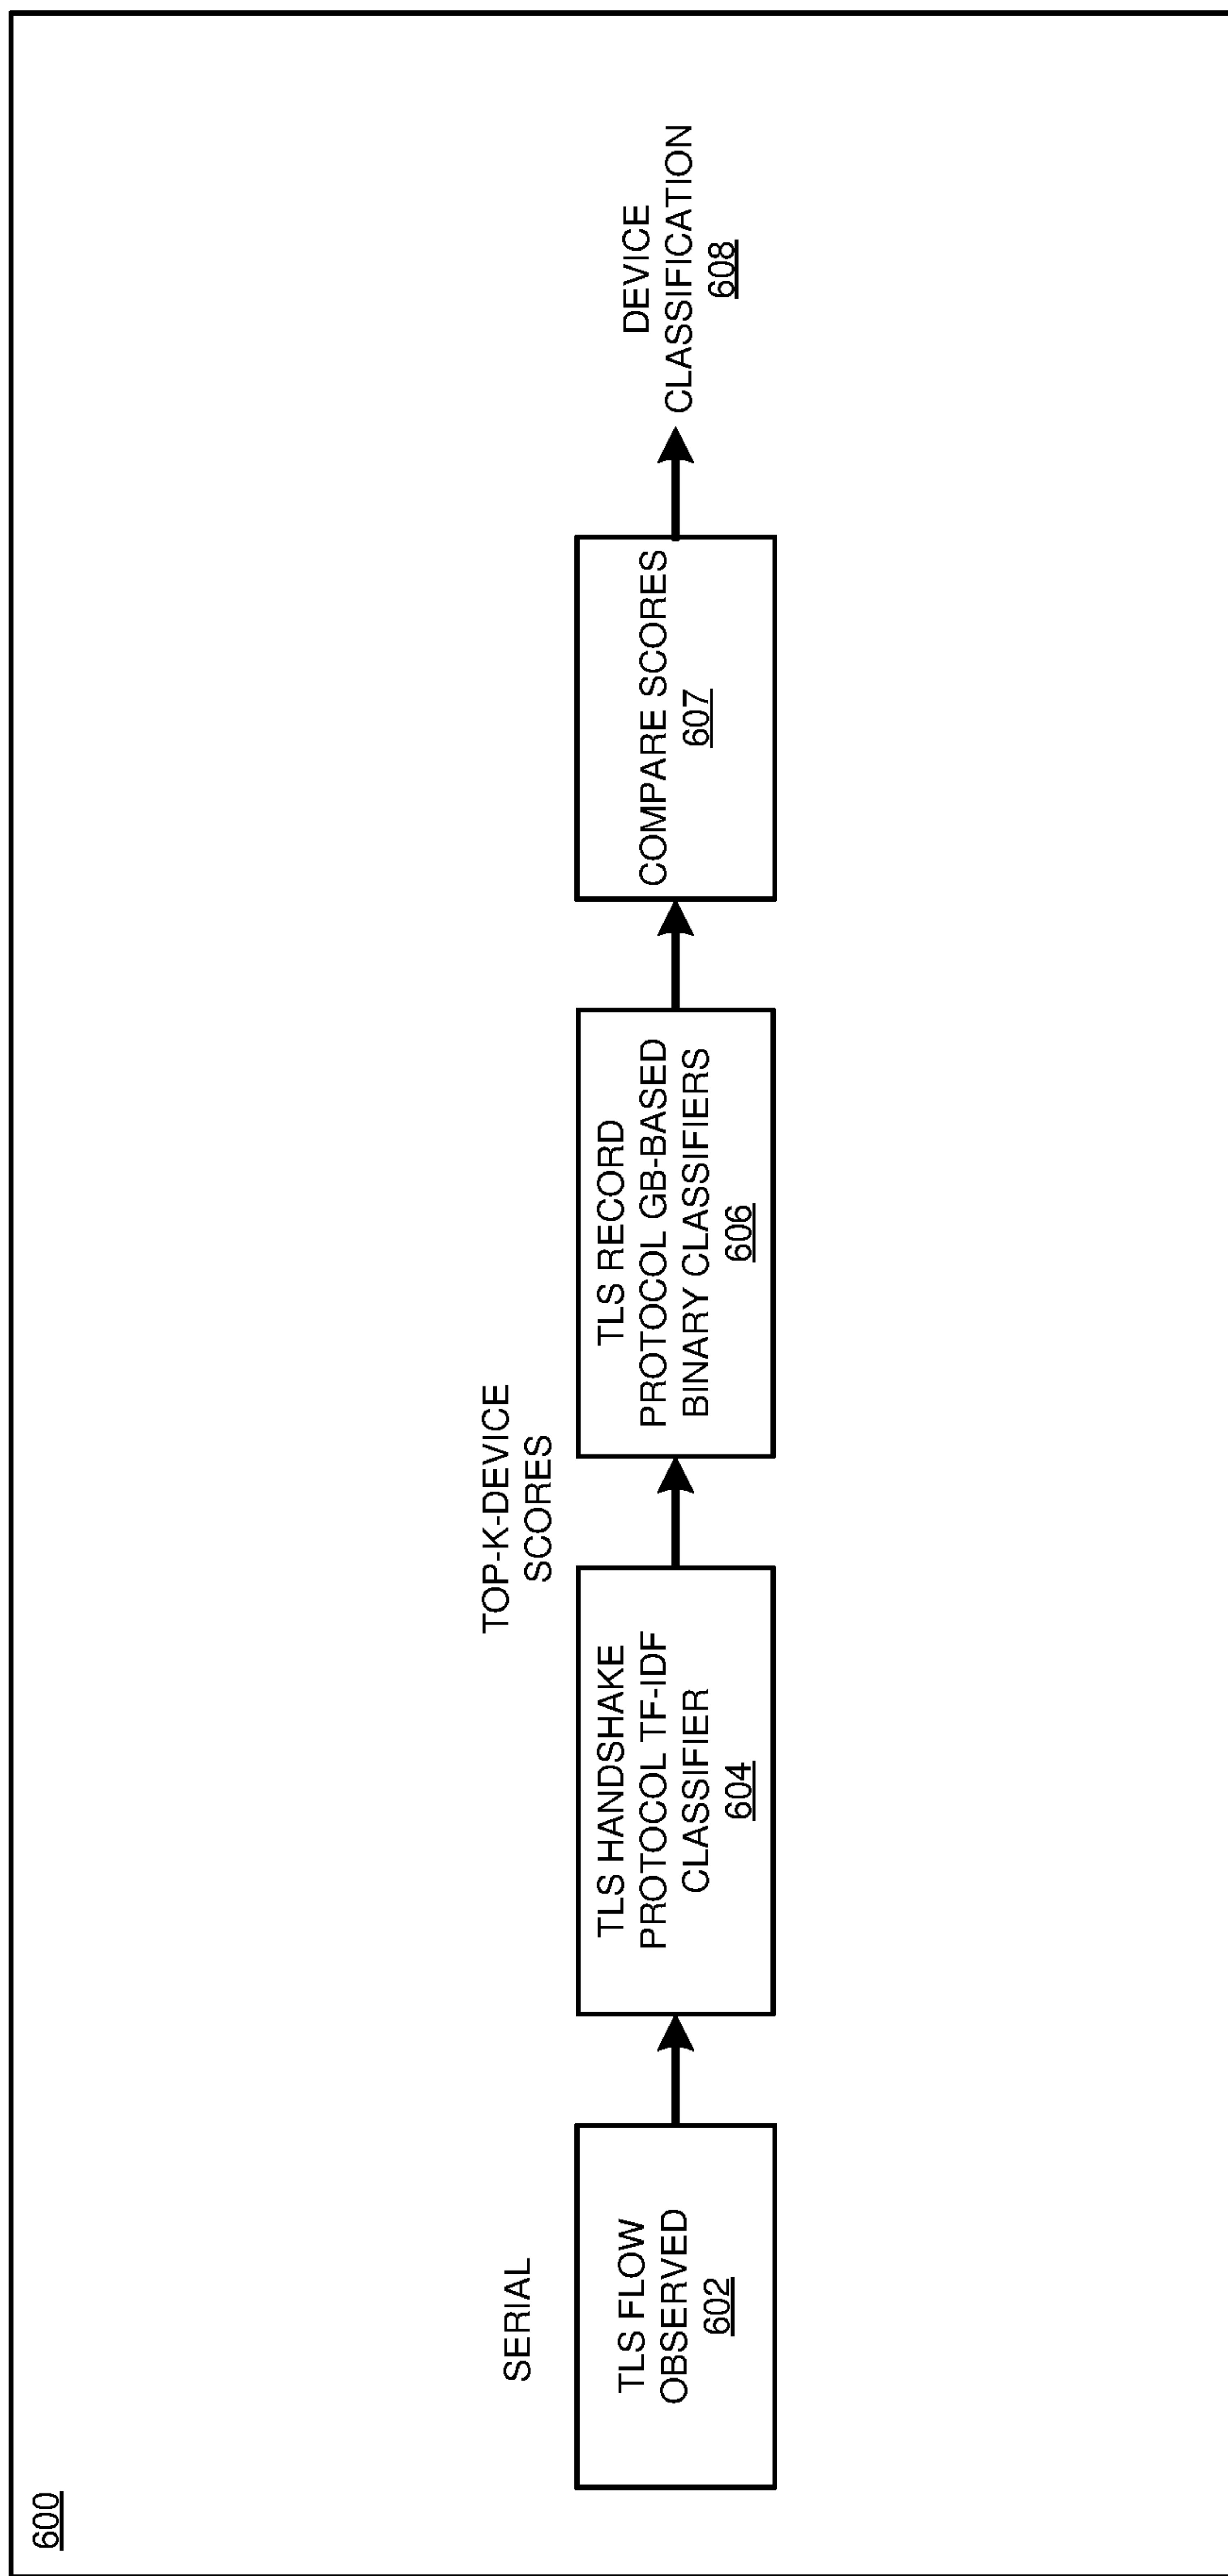 600
SERIAL
TLS FLOW
OBSERVED
602
TLS HANDSHAKE
PROTOCOL TF-IDF
CLASSIFIER
604
TOP-K-DEVICE
SCORES
TLS RECORD
PROTOCOL GB-BASED
BINARY CLASSIFIERS
606
COMPARE SCORES
607
DEVICE
CLASSIFICATION
608